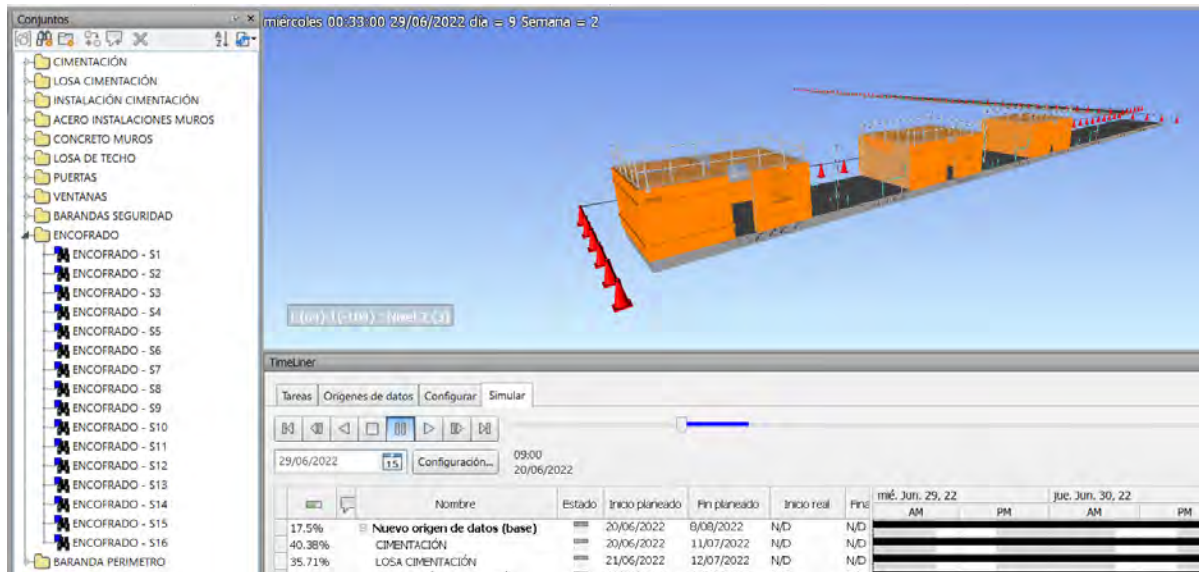 Conjuntos
miércoles 00:33:00 29/06/2022 día = 9 Semana = 2
CIMENTACIÓN
LOSA CIMENTACIÓN
INSTALACIÓN CIMENTACIÓN
ACERO INSTALACIONES MUROS
CONCRETO MUROS
LOSA DE TECHO
PUERTAS
VENTANAS
BARANDAS SEGURIDAD
ENCOFRADO
ENCOFRADO - S1
ENCOFRADO - S2
ENCOFRADO - S3
ENCOFRADO - S4
ENCOFRADO - S5
ENCOFRADO - S6
ENCOFRADO - S7
ENCOFRADO - S8
ENCOFRADO - S9
ENCOFRADO - S10
ENCOFRADO - S11
ENCOFRADO - S12
ENCOFRADO - S13
ENCOFRADO - S14
ENCOFRADO - S15
ENCOFRADO - S16
BARANDA PERIMETRO
TimeLiner
Tareas Orígenes de datos Configurar Simular
29/06/2022 15 Configuración... 09:00
20/06/2022
Nombre Estado Inicio planeado Fin planeado Inicio real Fina mié. Jun. 29, 22 jue. Jun. 30, 22
AM PM AM PM
17.5% Nuevo origen de datos (base) 20/06/2022 8/08/2022 N/D N/D
40.38% CIMENTACIÓN 20/06/2022 11/07/2022 N/D N/D
35.71% LOSA CIMENTACIÓN 21/06/2022 12/07/2022 N/D N/D